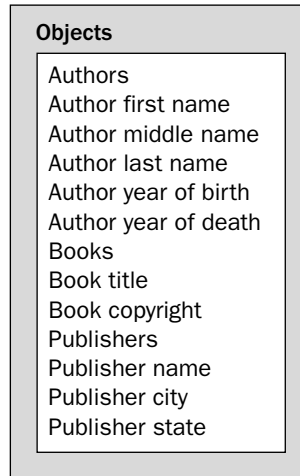 Objects
Authors
Author first name
Author middle name
Author last name
Author year of birth
Author year of death
Books
Book title
Book copyright
Publishers
Publisher name
Publisher city
Publisher state